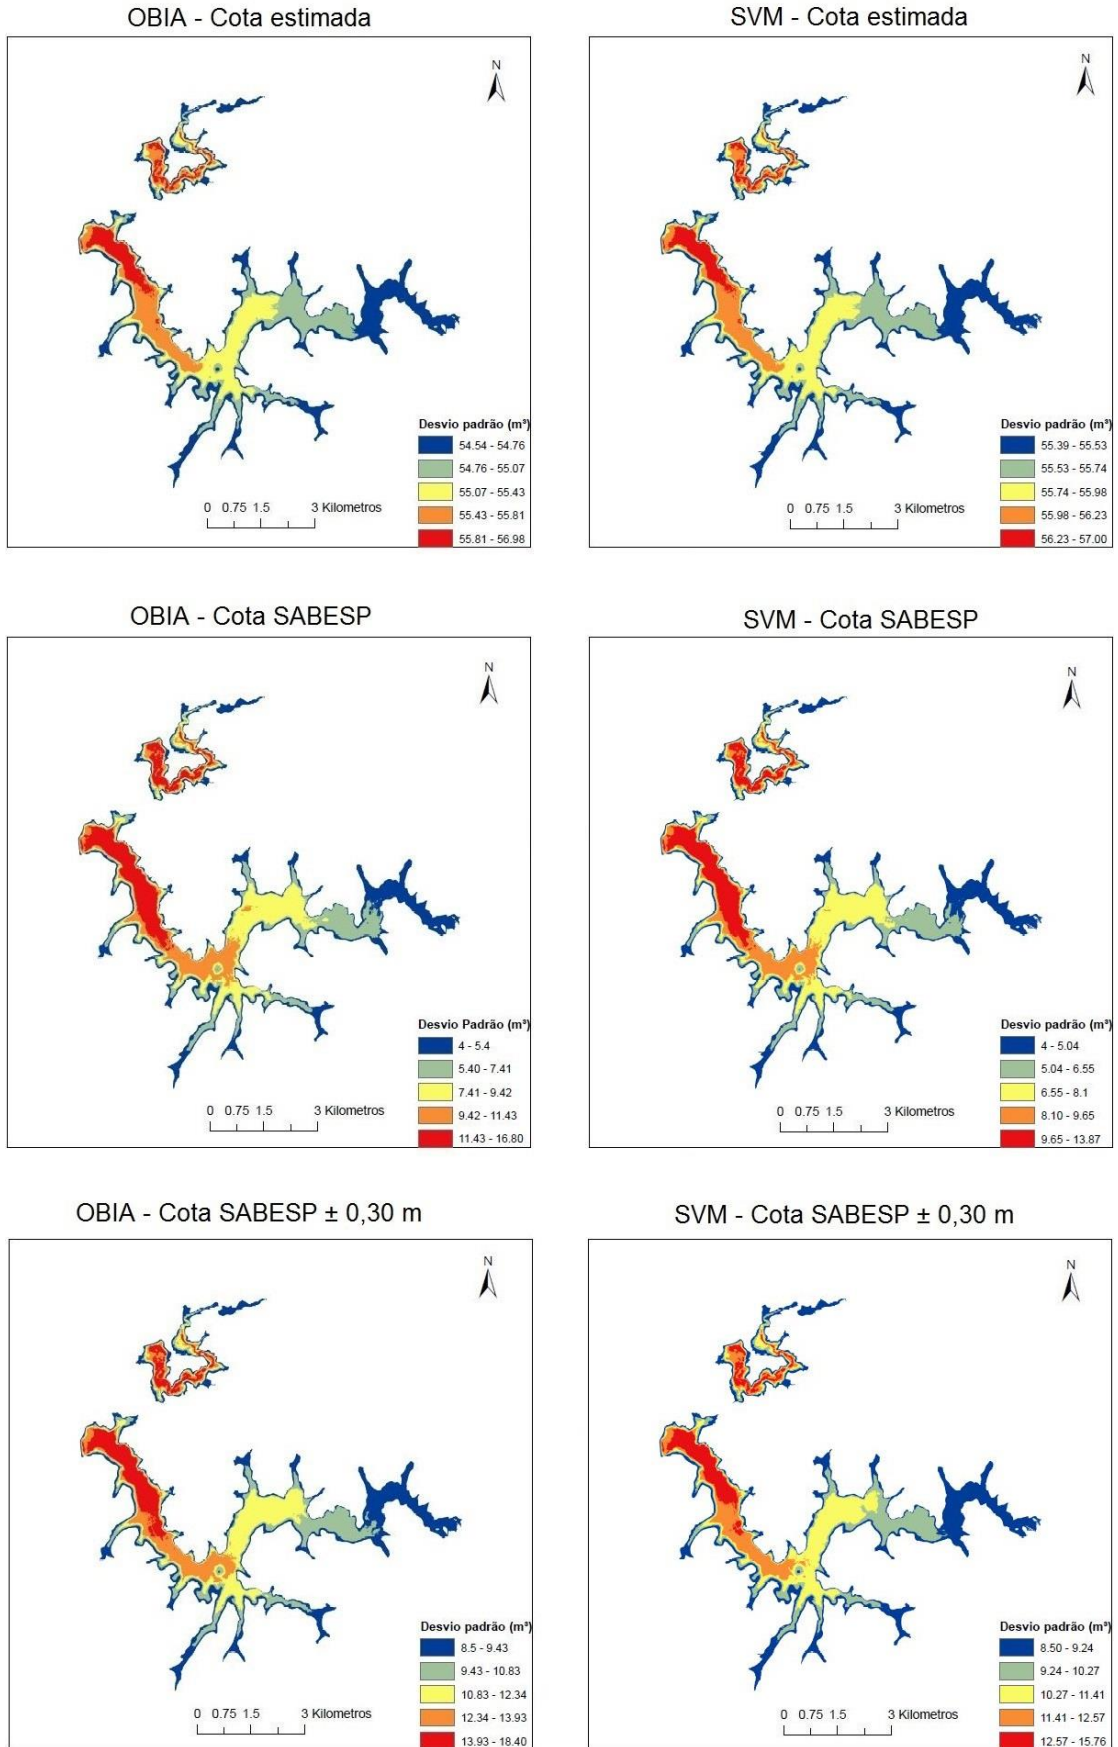 OBIA - Cota estimada
N
Desvio padrão (m³)
54.54 - 54.76
54.76 - 55.07
55.07 - 55.43
55.43 - 55.81
55.81 - 56.98
0 0.75 1.5 3 Kilometros
SVM - Cota estimada
N
Desvio padrão (m³)
55.39 - 55.53
55.53 - 55.74
55.74 - 55.98
55.98 - 56.23
56.23 - 57.00
0 0.75 1.5 3 Kilometros
OBIA - Cota SABESP
N
Desvio Padrão (m³)
4 - 5.4
5.40 - 7.41
7.41 - 9.42
9.42 - 11.43
11.43 - 16.80
0 0.75 1.5 3 Kilometros
SVM - Cota SABESP
N
Desvio padrão (m³)
4 - 5.04
5.04 - 6.55
6.55 - 8.1
8.10 - 9.65
9.65 - 13.87
0 0.75 1.5 3 Kilometros
OBIA - Cota SABESP ± 0,30 m
N
Desvio padrão (m³)
8.5 - 9.43
9.43 - 10.83
10.83 - 12.34
12.34 - 13.93
13.93 - 18.40
0 0.75 1.5 3 Kilometros
SVM - Cota SABESP ± 0,30 m
N
Desvio padrão (m³)
8.50 - 9.24
9.24 - 10.27
10.27 - 11.41
11.41 - 12.57
12.57 - 15.76
0 0.75 1.5 3 Kilometros